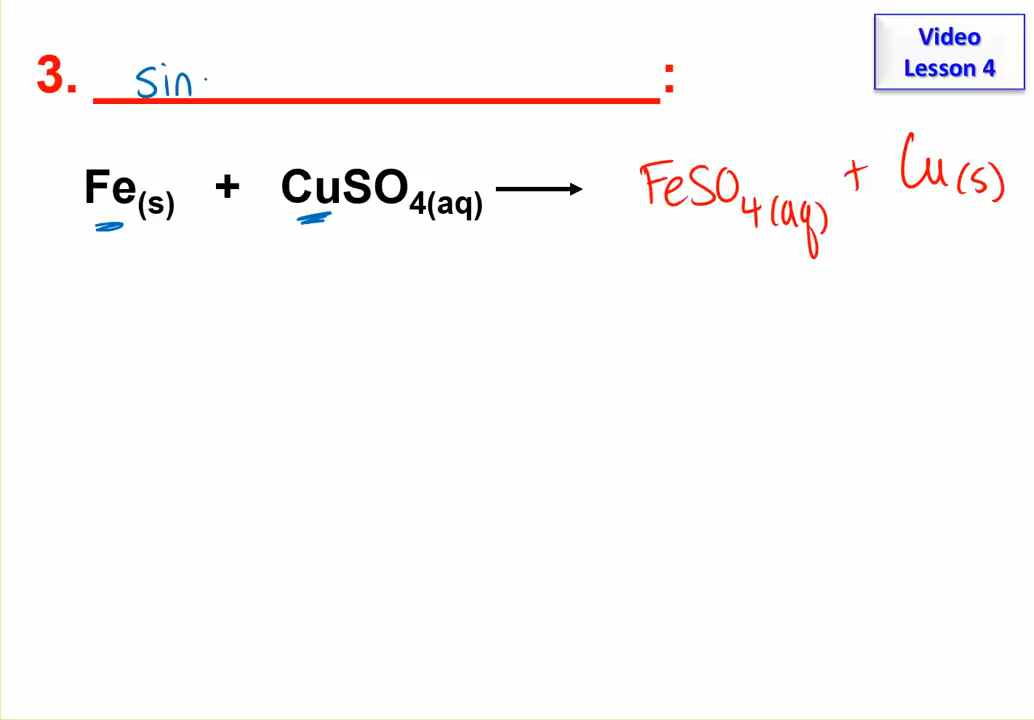 Video
Lesson 4
3. sin :
Fe(s) + CuSO4(aq) → FeSO4(aq) + Cu(s)